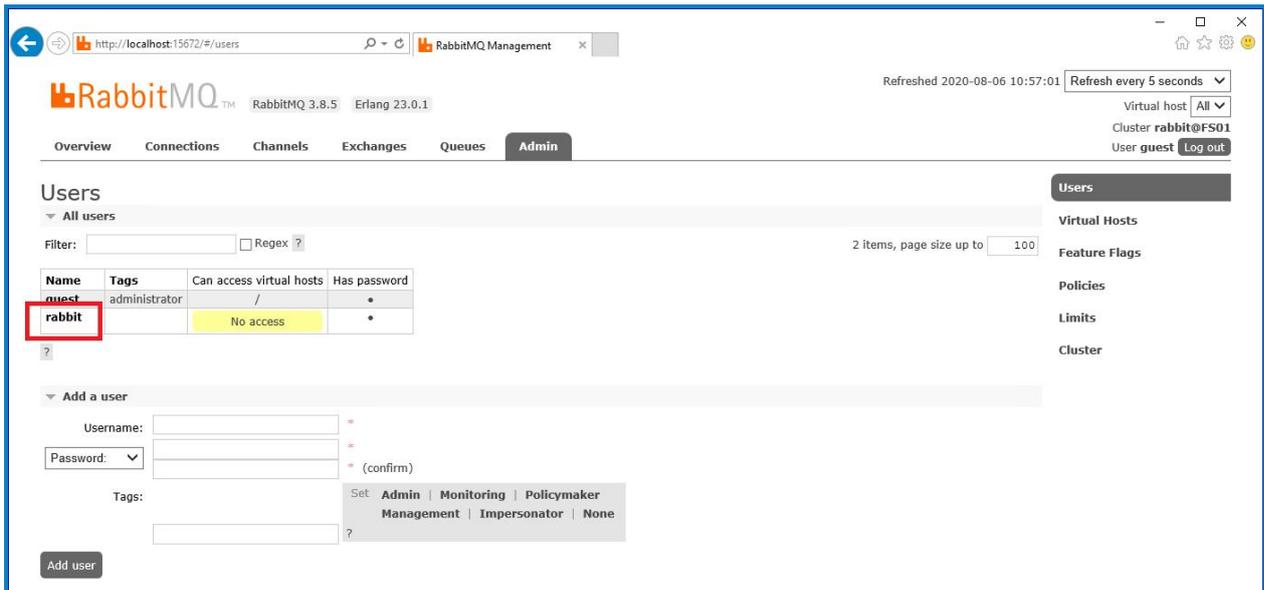 http://localhost:15672/#/users
RabbitMQ Management
RabbitMQ TM RabbitMQ 3.8.5 Erlang 23.0.1
Refreshed 2020-08-06 10:57:01 Refresh every 5 seconds
Virtual host All
Cluster rabbit@FS01
User guest Log out
Overview Connections Channels Exchanges Queues Admin
Users
All users
Filter: Regex ? 2 items, page size up to 100
Name Tags Can access virtual hosts Has password
guest administrator / •
rabbit No access •
?
Add a user
Username: *
Password: *
* (confirm)
Tags: Set Admin | Monitoring | Policymaker
Management | Impersonator | None
?
Add user
Users
Virtual Hosts
Feature Flags
Policies
Limits
Cluster